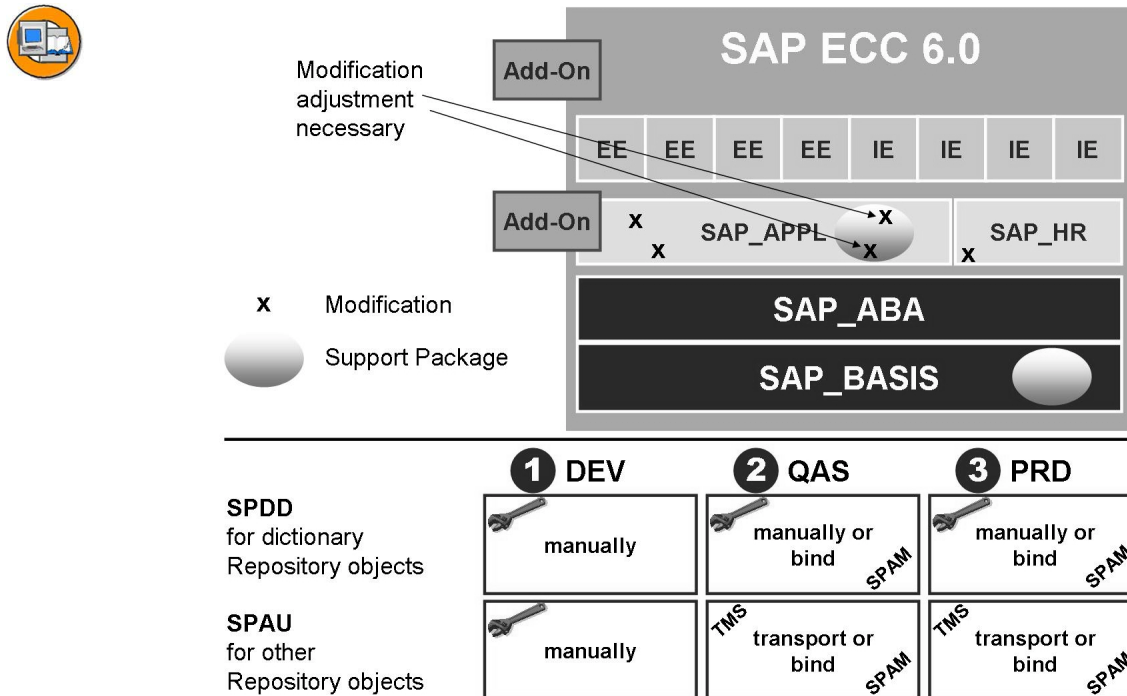 SAP ECC 6.0
Add-On
Modification
adjustment
necessary
EE EE EE EE IE IE IE IE
Add-On
x
x
SAP_APPL
x
x
SAP_HR
x
x Modification
SAP_ABA
Support Package
SAP_BASIS
1 DEV
2 QAS
3 PRD
SPDD
for dictionary
Repository objects
manually
manually or
bind
SPAM
manually or
bind
SPAM
SPAU
for other
Repository objects
manually
TMS
transport or
bind
SPAM
TMS
transport or
bind
SPAM